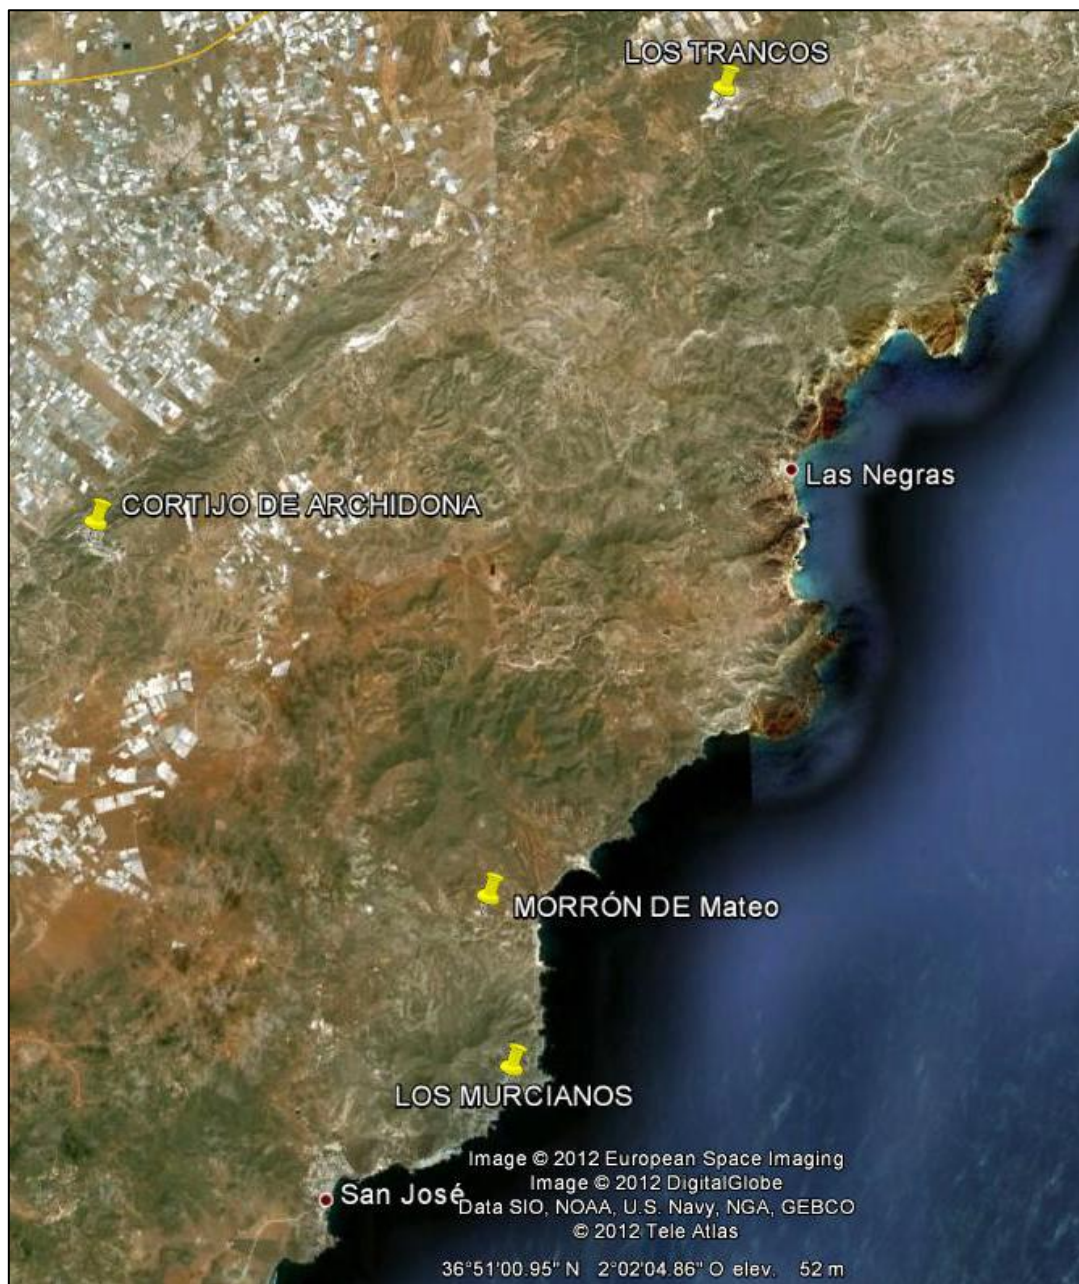 LOS TRANCOS
Las Negras
CORTIJO DE ARCHIDONA
MORRÓN DE Mateo
LOS MURCIANOS
Image © 2012 European Space Imaging
Image © 2012 DigitalGlobe
San José
Data SIO, NOAA, U.S. Navy, NGA, GEBCO
© 2012 Tele Atlas
36°51'00.95" N 2°02'04.86" O elev. 52 m